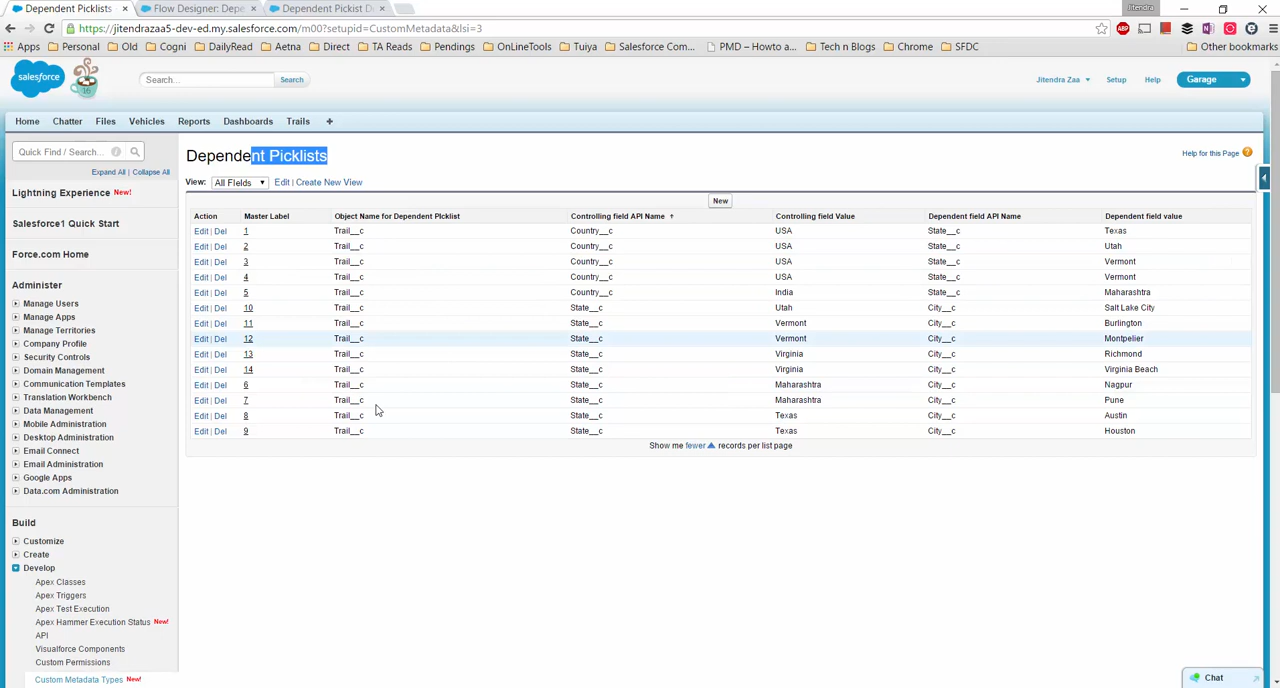 Dependent Picklists
Flow Designer: Depe
Dependent Pickist D
Jitendra
https://jitendrazaa5-dev-ed.my.salesforce.com/m00?setupid=CustomMetadata&lsi=3
Apps Personal Old Cogni DailyRead Aetna Direct TA Reads Pendings OnLineTools Tuiya Salesforce Com... PMD – Howto a... Tech n Blogs Chrome SFDC Other bookmarks
salesforce
16
Search... Search
Jitendra Zaa Setup Help Garage
Home Chatter Files Vehicles Reports Dashboards Trails +
Quick Find / Search...
Expand All | Collapse All
Lightning Experience New!
Salesforce1 Quick Start
Force.com Home
Administer
Manage Users
Manage Apps
Manage Territories
Company Profile
Security Controls
Domain Management
Communication Templates
Translation Workbench
Data Management
Mobile Administration
Desktop Administration
Email Connect
Email Administration
Google Apps
Data.com Administration
Build
Customize
Create
Develop
Apex Classes
Apex Triggers
Apex Test Execution
Apex Hammer Execution Status New!
API
Visualforce Components
Custom Permissions
Custom Metadata Types New!
Dependent Picklists
Help for this Page ?
View: All Fields Edit | Create New View
New
Action Master Label Object Name for Dependent PIcklist Controlling field API Name Controlling field Value Dependent field API Name Dependent field value
Edit | Del 1 Trail__c Country__c USA State__c Texas
Edit | Del 2 Trail__c Country__c USA State__c Utah
Edit | Del 3 Trail__c Country__c USA State__c Vermont
Edit | Del 4 Trail__c Country__c USA State__c Vermont
Edit | Del 5 Trail__c Country__c India State__c Maharashtra
Edit | Del 10 Trail__c State__c Utah City__c Salt Lake City
Edit | Del 11 Trail__c State__c Vermont City__c Burlington
Edit | Del 12 Trail__c State__c Vermont City__c Montpelier
Edit | Del 13 Trail__c State__c Virginia City__c Richmond
Edit | Del 14 Trail__c State__c Virginia City__c Virginia Beach
Edit | Del 6 Trail__c State__c Maharashtra City__c Nagpur
Edit | Del 7 Trail__c State__c Maharashtra City__c Pune
Edit | Del 8 Trail__c State__c Texas City__c Austin
Edit | Del 9 Trail__c State__c Texas City__c Houston
Show me fewer records per list page
Chat